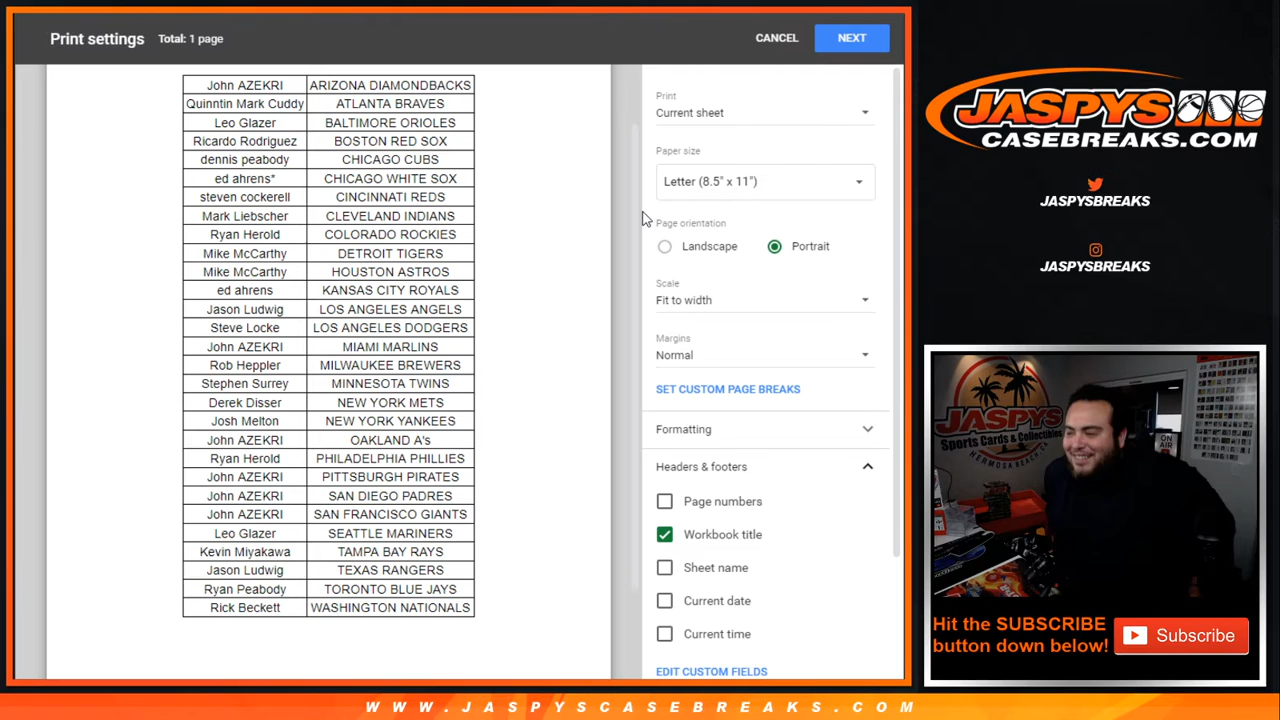 Print settings Total: 1 page CANCEL NEXT
John AZEKRI ARIZONA DIAMONDBACKS
Quinntin Mark Cuddy ATLANTA BRAVES
Leo Glazer BALTIMORE ORIOLES
Ricardo Rodriguez BOSTON RED SOX
dennis peabody CHICAGO CUBS
ed ahrens* CHICAGO WHITE SOX
steven cockerell CINCINNATI REDS
Mark Liebscher CLEVELAND INDIANS
Ryan Herold COLORADO ROCKIES
Mike McCarthy DETROIT TIGERS
Mike McCarthy HOUSTON ASTROS
ed ahrens KANSAS CITY ROYALS
Jason Ludwig LOS ANGELES ANGELS
Steve Locke LOS ANGELES DODGERS
John AZEKRI MIAMI MARLINS
Rob Heppler MILWAUKEE BREWERS
Stephen Surrey MINNESOTA TWINS
Derek Disser NEW YORK METS
Josh Melton NEW YORK YANKEES
John AZEKRI OAKLAND A's
Ryan Herold PHILADELPHIA PHILLIES
John AZEKRI PITTSBURGH PIRATES
John AZEKRI SAN DIEGO PADRES
John AZEKRI SAN FRANCISCO GIANTS
Leo Glazer SEATTLE MARINERS
Kevin Miyakawa TAMPA BAY RAYS
Jason Ludwig TEXAS RANGERS
Ryan Peabody TORONTO BLUE JAYS
Rick Beckett WASHINGTON NATIONALS
Print
Current sheet
Paper size
Letter (8.5" x 11")
Page orientation
Landscape Portrait
Scale
Fit to width
Margins
Normal
SET CUSTOM PAGE BREAKS
Formatting
Headers & footers
Page numbers
Workbook title
Sheet name
Current date
Current time
EDIT CUSTOM FIELDS
JASPYS
CASEBREAKS.COM
JASPYSBREAKS
JASPYSBREAKS
JASPYS
Sports Cards & Collectibles
HERMOSA BEACH, CA
ON
AIR
Hit the SUBSCRIBE
button down below!
Subscribe
WWW.JASPYSCASEBREAKS.COM